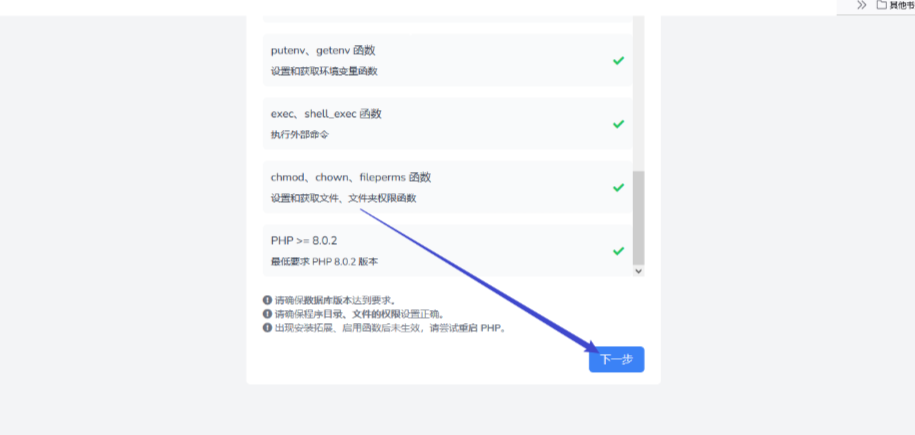 其他书
putenv、getenv 函数
设置和获取环境变量函数
exec、shell_exec 函数
执行外部命令
chmod、chown、fileperms 函数
设置和获取文件、文件夹权限函数
PHP >= 8.0.2
最低要求 PHP 8.0.2 版本
请确保数据库版本达到要求。
请确保程序目录、文件的权限设置正确。
出现安装拓展、启用函数后未生效，请尝试重启 PHP。
下一步